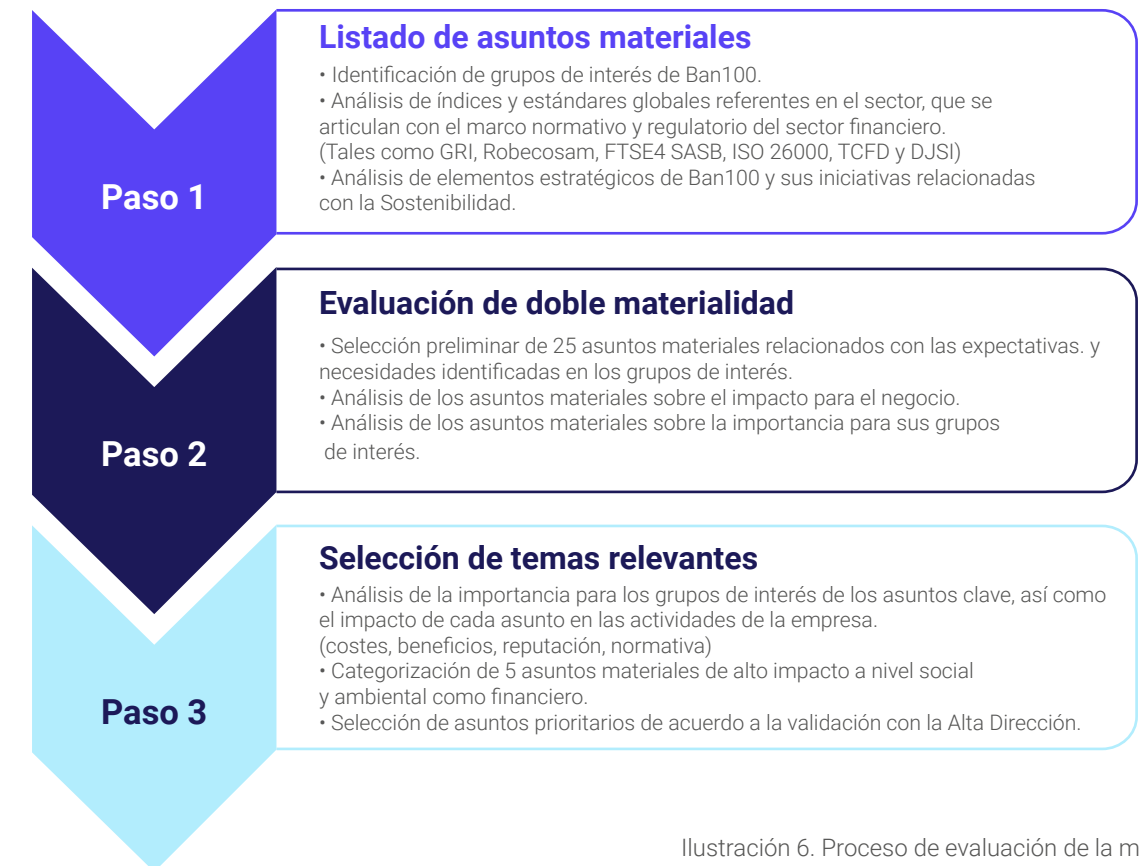 Listado de asuntos materiales
• Identificación de grupos de interés de Ban100.
• Análisis de índices y estándares globales referentes en el sector, que se
articulan con el marco normativo y regulatorio del sector financiero.
(Tales como GRI, Robecosam, FTSE4 SASB, ISO 26000, TCFD y DJSI)
• Análisis de elementos estratégicos de Ban100 y sus iniciativas relacionadas
con la Sostenibilidad.
Paso 1
Evaluación de doble materialidad
• Selección preliminar de 25 asuntos materiales relacionados con las expectativas. y
necesidades identificadas en los grupos de interés.
• Análisis de los asuntos materiales sobre el impacto para el negocio.
• Análisis de los asuntos materiales sobre la importancia para sus grupos
de interés.
Paso 2
Selección de temas relevantes
• Análisis de la importancia para los grupos de interés de los asuntos clave, así como
el impacto de cada asunto en las actividades de la empresa.
(costes, beneficios, reputación, normativa)
• Categorización de 5 asuntos materiales de alto impacto a nivel social
y ambiental como financiero.
• Selección de asuntos prioritarios de acuerdo a la validación con la Alta Dirección.
Paso 3
Ilustración 6. Proceso de evaluación de la m